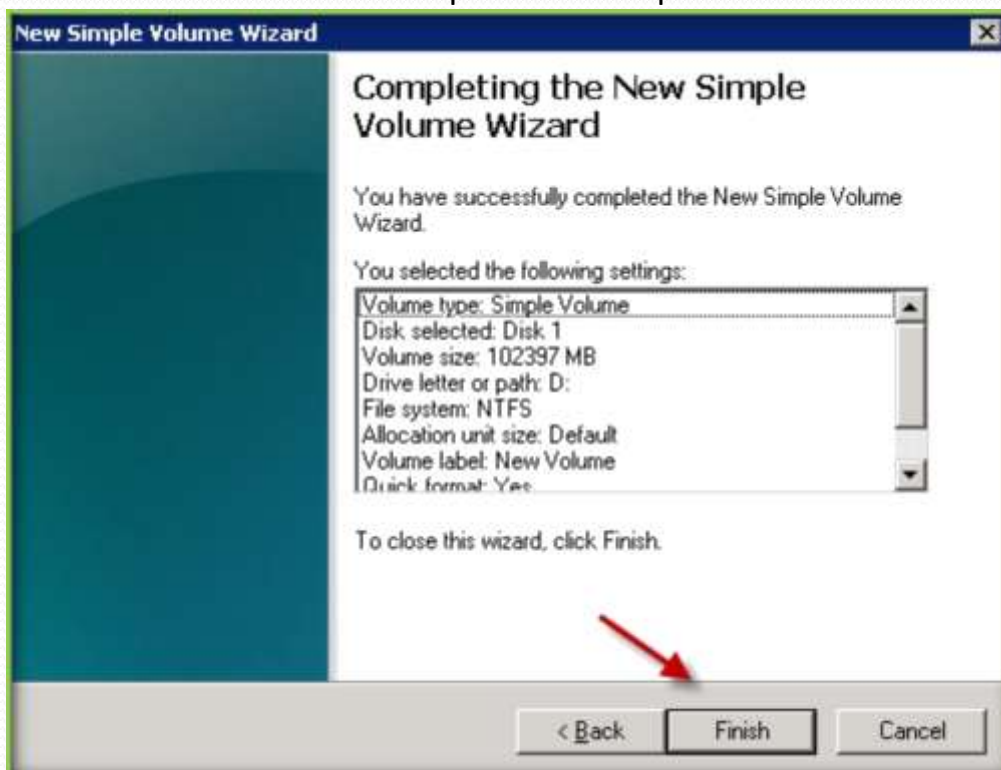 New Simple Volume Wizard
Completing the New Simple
Volume Wizard
You have successfully completed the New Simple Volume
Wizard.
You selected the following settings:
Volume type: Simple Volume
Disk selected: Disk 1
Volume size: 102397 MB
Drive letter or path: D:
File system: NTFS
Allocation unit size: Default
Volume label: New Volume
Quick format: Yes
To close this wizard, click Finish.
< Back
Finish
Cancel